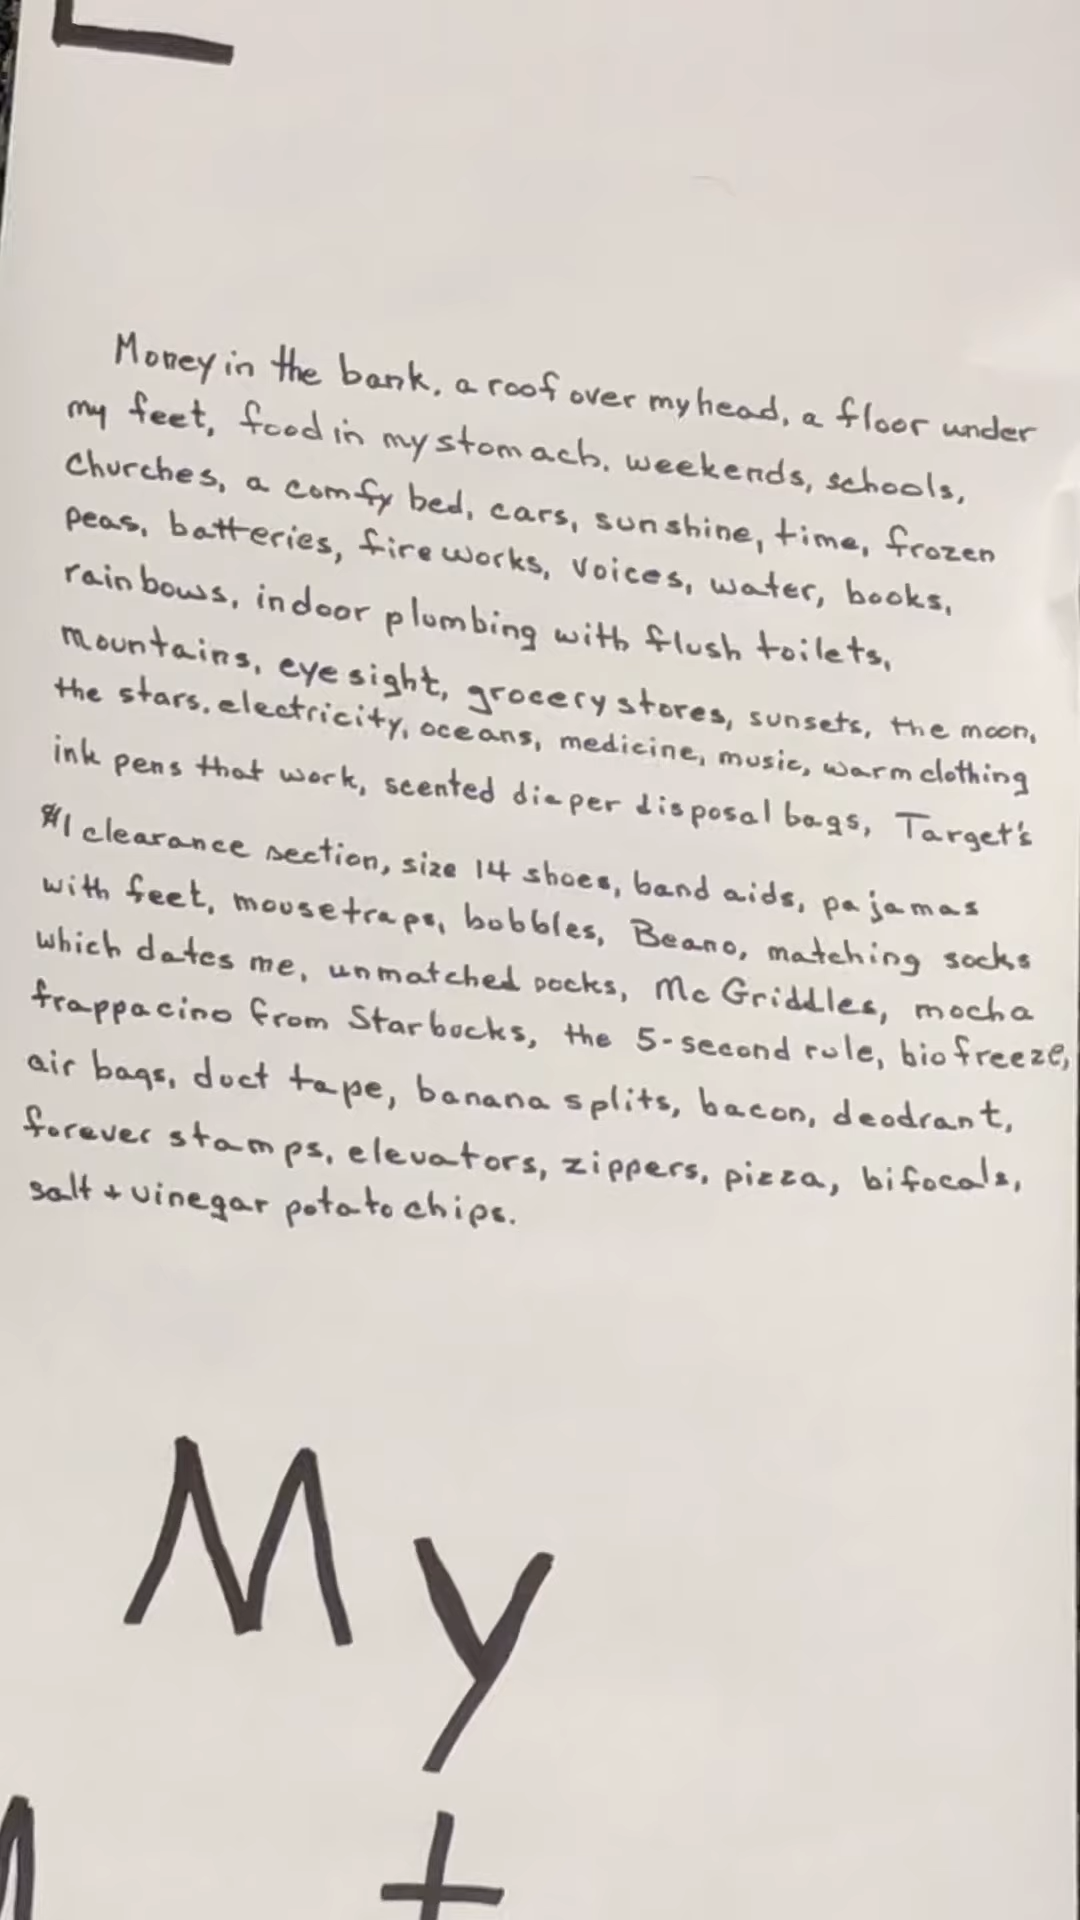 Money in the bank, a roof over my head, a floor under
my feet, food in my stomach, weekends, schools,
churches, a comfy bed, cars, sunshine, time, frozen
peas, batteries, fireworks, voices, water, books,
rainbows, indoor plumbing with flush toilets,
mountains, eyesight, grocery stores, sunsets, the moon,
the stars, electricity, oceans, medicine, music, warm clothing
ink pens that work, scented diaper disposal bags, Target's
$1 clearance section, size 14 shoes, band aids, pajamas
with feet, mousetraps, bobbles, Beano, matching socks
which dates me, unmatched socks, McGriddles, mocha
frappacino from Starbucks, the 5-second rule, biofreeze,
air bags, duct tape, banana splits, bacon, deodrant,
forever stamps, elevators, zippers, pizza, bifocals,
salt + vinegar potato chips.
My